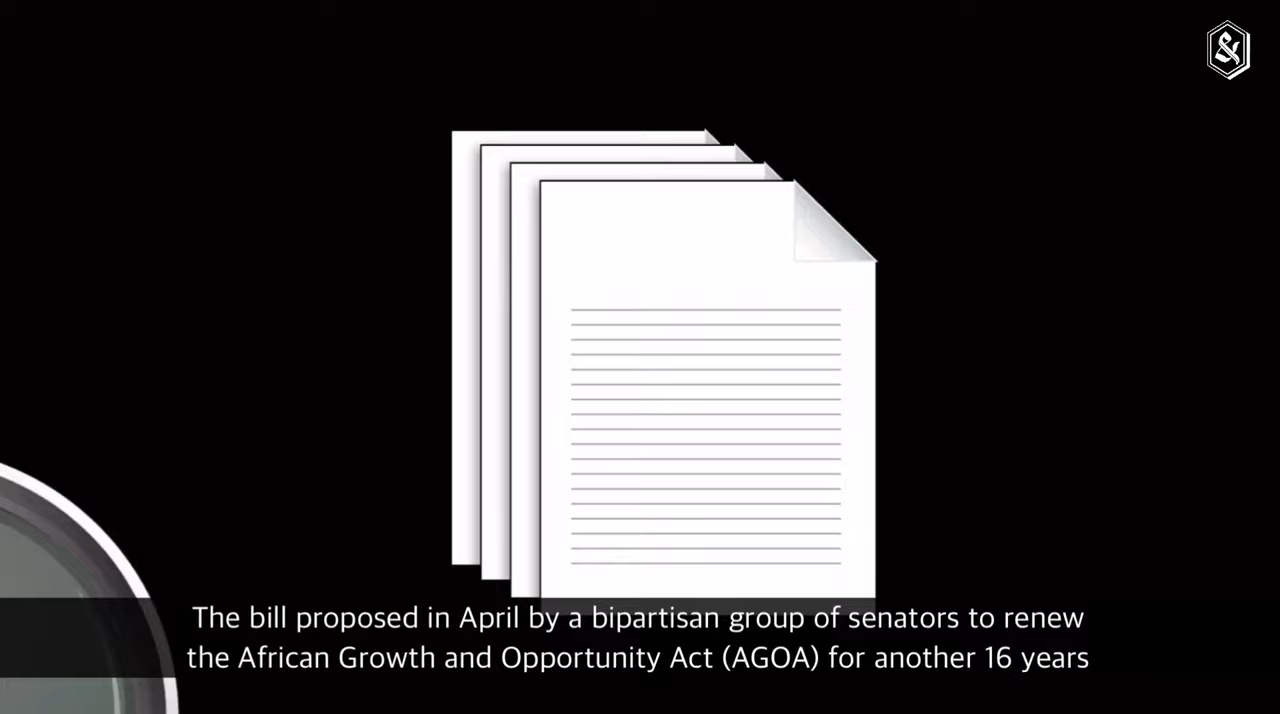 &
The bill proposed in April by a bipartisan group of senators to renew
the African Growth and Opportunity Act (AGOA) for another 16 years